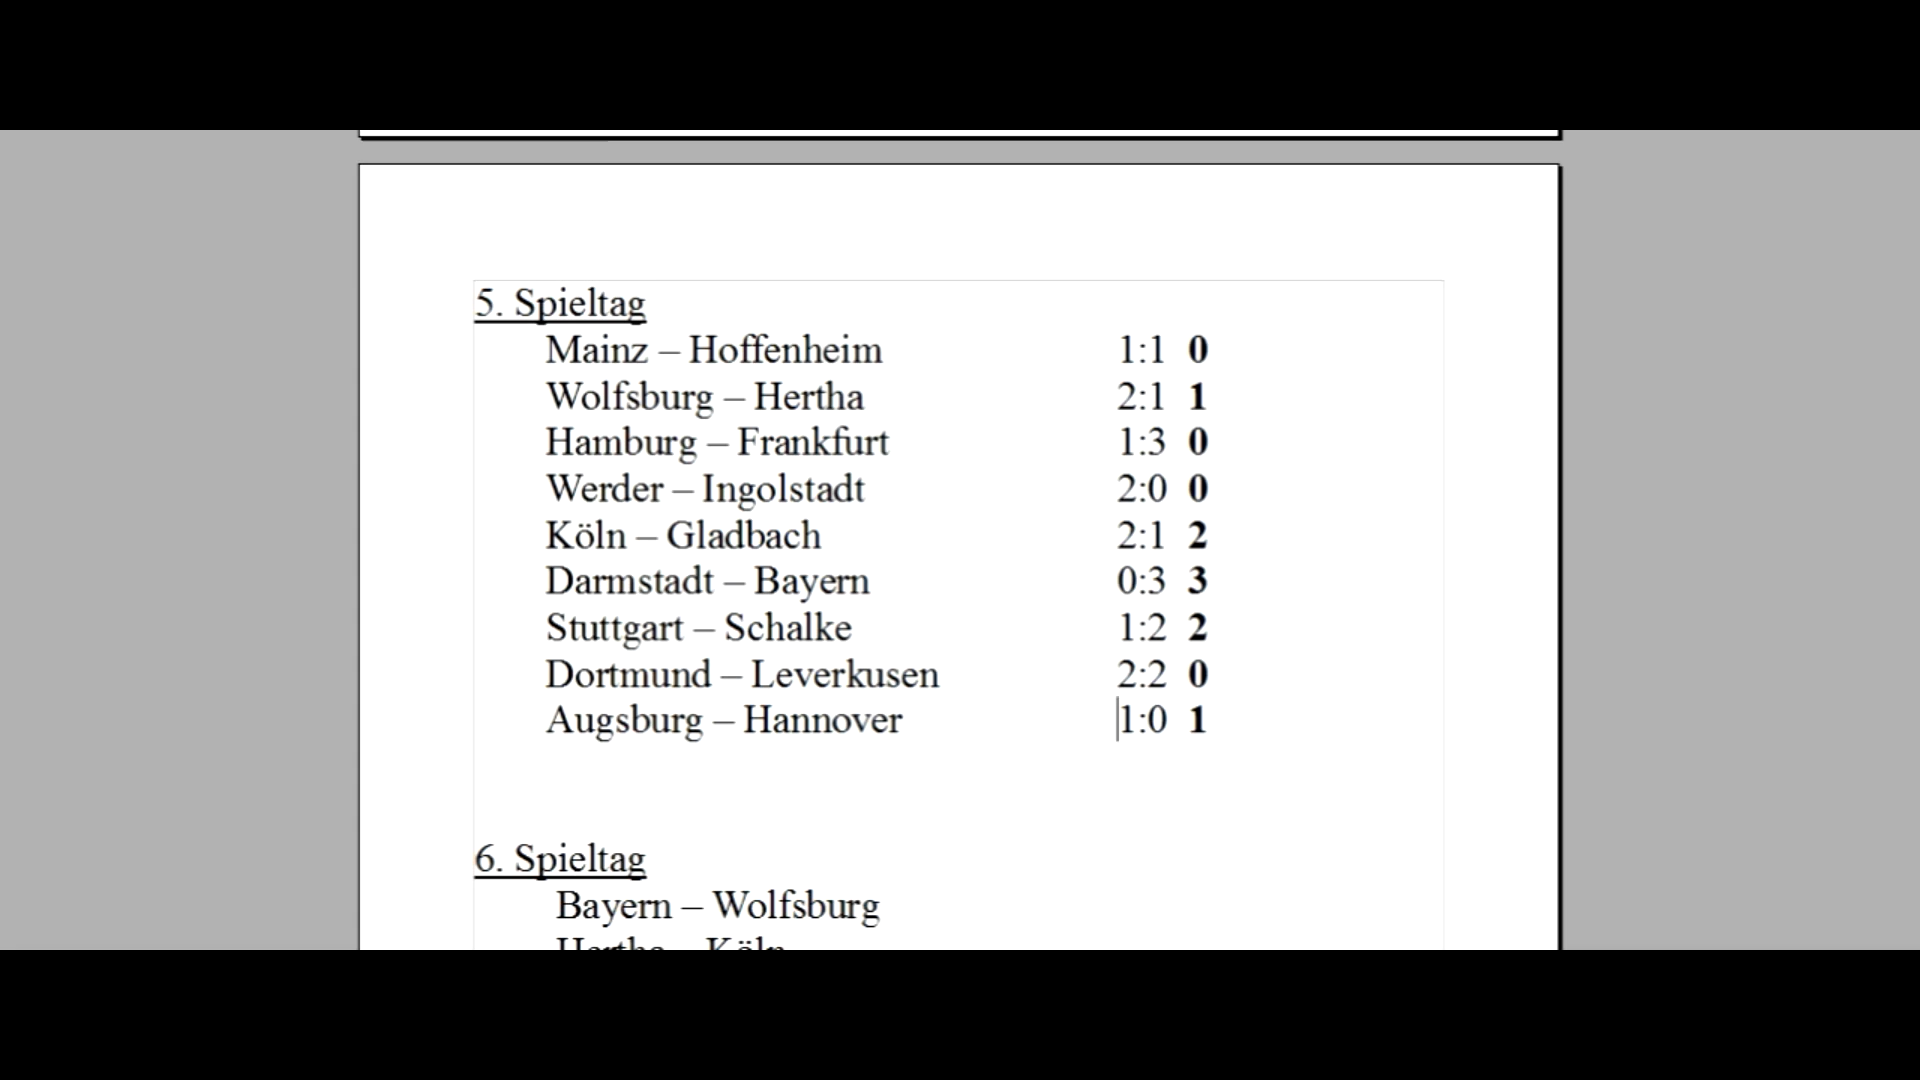 5. Spieltag
Mainz – Hoffenheim 1:1 0
Wolfsburg – Hertha 2:1 1
Hamburg – Frankfurt 1:3 0
Werder – Ingolstadt 2:0 0
Köln – Gladbach 2:1 2
Darmstadt – Bayern 0:3 3
Stuttgart – Schalke 1:2 2
Dortmund – Leverkusen 2:2 0
Augsburg – Hannover 1:0 1
6. Spieltag
Bayern – Wolfsburg
Hertha – Köln